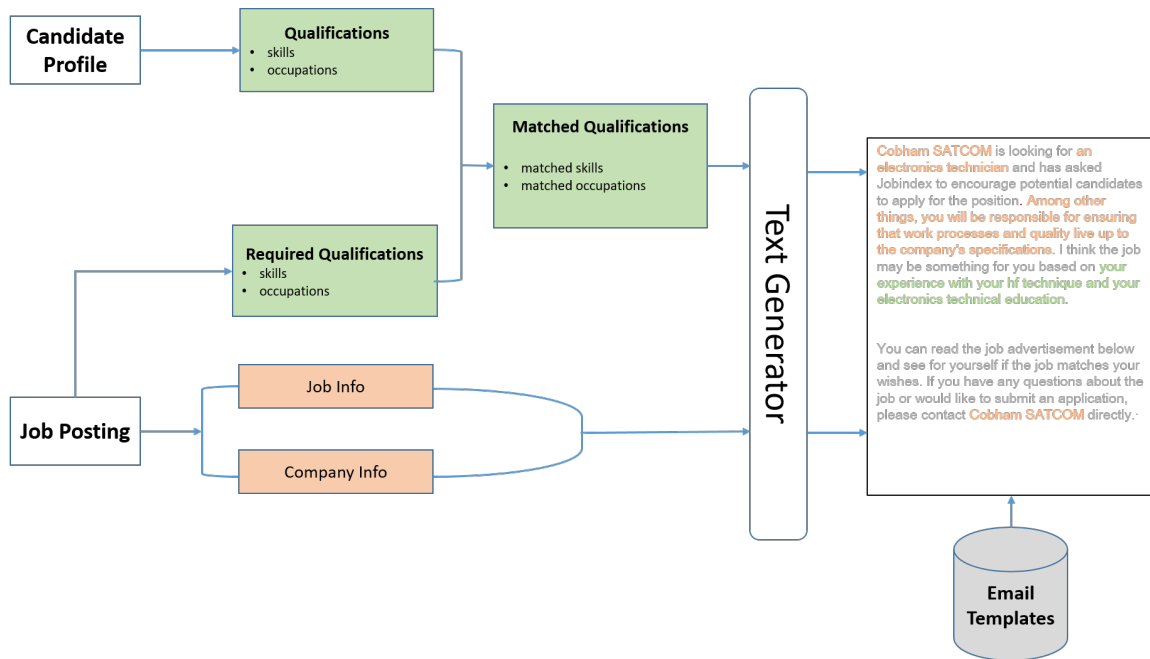 Candidate
Profile
Qualifications
• skills
• occupations
Matched Qualifications
• matched skills
• matched occupations
Required Qualifications
• skills
• occupations
Job Posting
Job Info
Company Info
Text Generator
Cobham SATCOM is looking for an
electronics technician and has asked
Jobindex to encourage potential candidates
to apply for the position. Among other
things, you will be responsible for ensuring
that work processes and quality live up to
the company's specifications. I think the job
may be something for you based on your
experience with your hf technique and your
electronics technical education.
You can read the job advertisement below
and see for yourself if the job matches your
wishes. If you have any questions about the
job or would like to submit an application,
please contact Cobham SATCOM directly.
Email
Templates